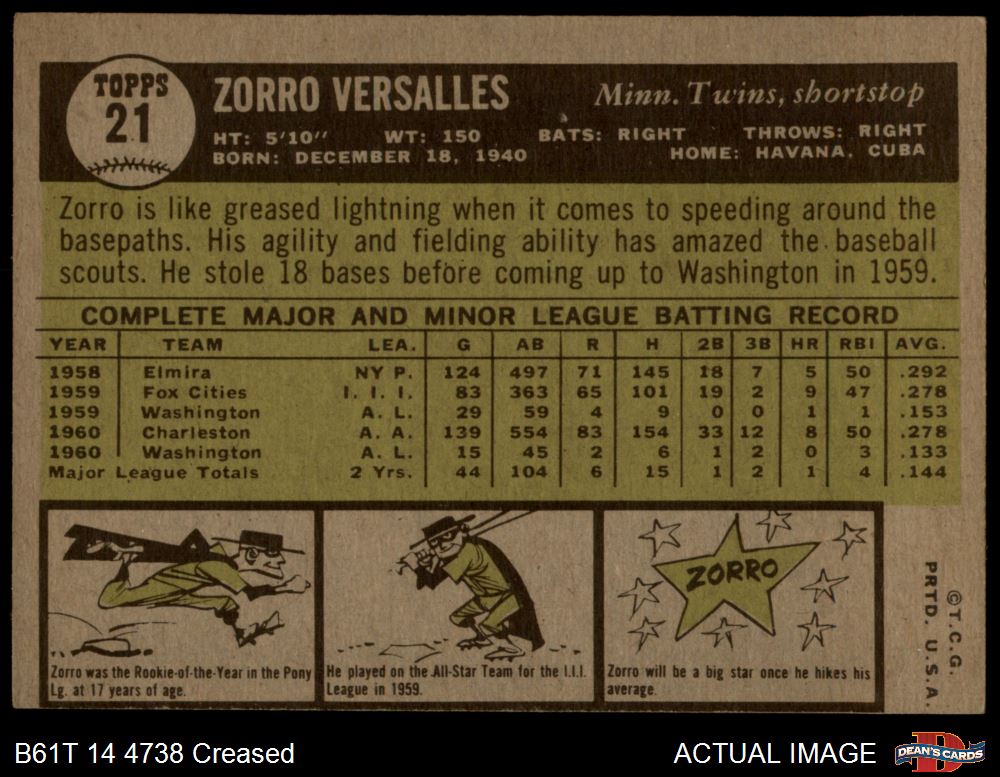 TOPPS
21
ZORRO VERSALLES
Minn. Twins, shortstop
HT: 5'10" WT: 150 BATS: RIGHT THROWS: RIGHT
BORN: DECEMBER 18, 1940 HOME: HAVANA, CUBA
Zorro is like greased lightning when it comes to speeding around the
basepaths. His agility and fielding ability has amazed the baseball
scouts. He stole 18 bases before coming up to Washington in 1959.
COMPLETE MAJOR AND MINOR LEAGUE BATTING RECORD
YEAR TEAM LEA. G AB R H 2B 3B HR RBI AVG.
1958 Elmira NY P. 124 497 71 145 18 7 5 50 .292
1959 Fox Cities I. I. I. 83 363 65 101 19 2 9 47 .278
1959 Washington A. L. 29 59 4 9 0 0 1 1 .153
1960 Charleston A. A. 139 554 83 154 33 12 8 50 .278
1960 Washington A. L. 15 45 2 6 1 2 0 3 .133
Major League Totals 2 Yrs. 44 104 6 15 1 2 1 4 .144
Zorro was the Rookie-of-the-Year in the Pony
Lg. at 17 years of age.
He played on the All-Star Team for the I.I.I.
League in 1959.
ZORRO
Zorro will be a big star once he hikes his
average.
©T.C.G.
PRTD. U.S.A.
B61T 14 4738 Creased
ACTUAL IMAGE
DEAN'S CARDS